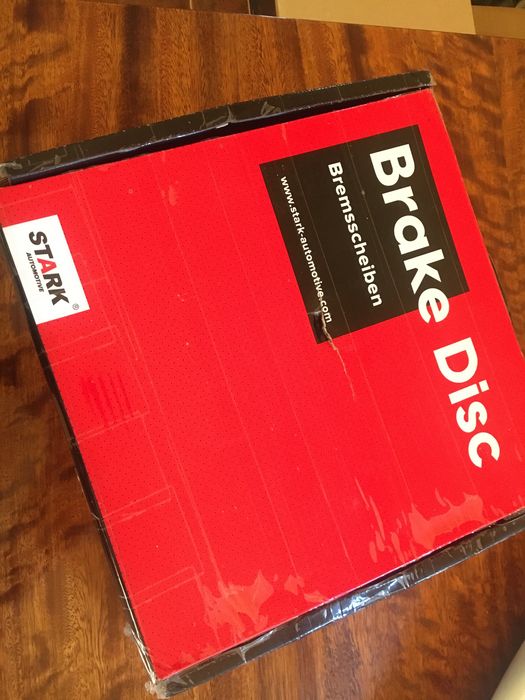 Brake Disc
Bremsscheiben
www.stark-automotive.com
STARK®
AUTOMOTIVE